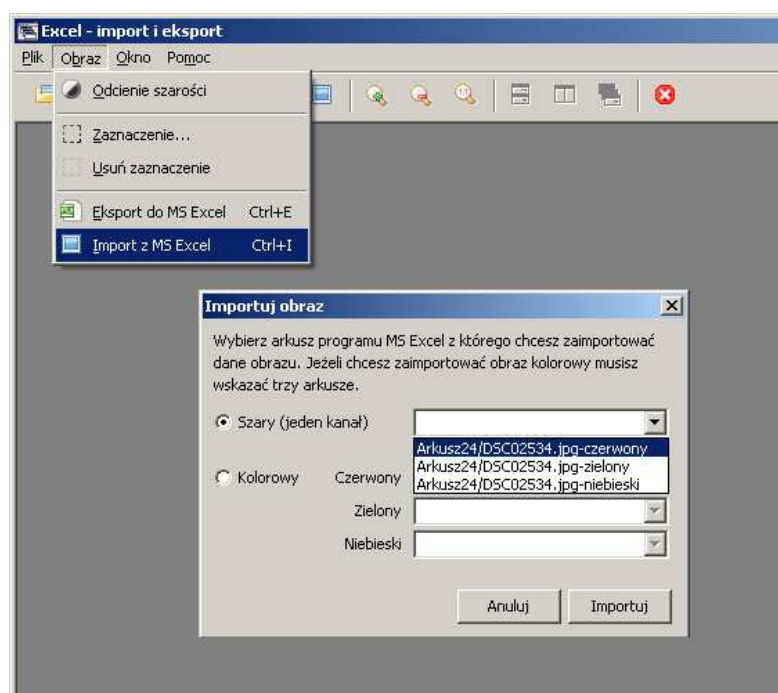 Excel - import i eksport
Plik Obraz Okno Pomoc
Odcienie szarości
Zaznaczenie...
Usuń zaznaczenie
Eksport do MS Excel Ctrl+E
Import z MS Excel Ctrl+I
Importuj obraz
Wybierz arkusz programu MS Excel z którego chcesz zaimportować
dane obrazu. Jeżeli chcesz zaimportować obraz kolorowy musisz
wskazać trzy arkusze.
Szary (jeden kanał)
Arkusz24/DSC02534.jpg-czerwony
Arkusz24/DSC02534.jpg-zielony
Arkusz24/DSC02534.jpg-niebieski
Kolorowy Czerwony
Zielony
Niebieski
Anuluj Importuj